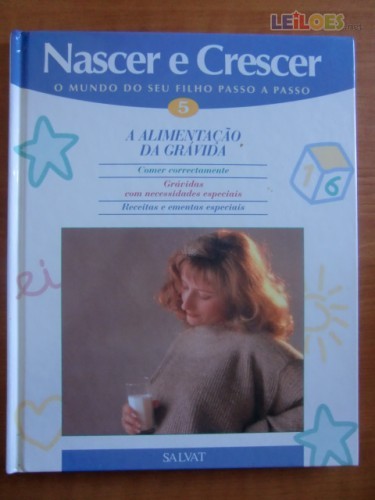 LEiLOES
Nascer e Crescer
O MUNDO DO SEU FILHO PASSO A PASSO
5
A ALIMENTAÇÃO
DA GRÁVIDA
Comer correctamente
Grávidas
com necessidades especiais
Receitas e ementas especiais
1 6
ei
SALVAT